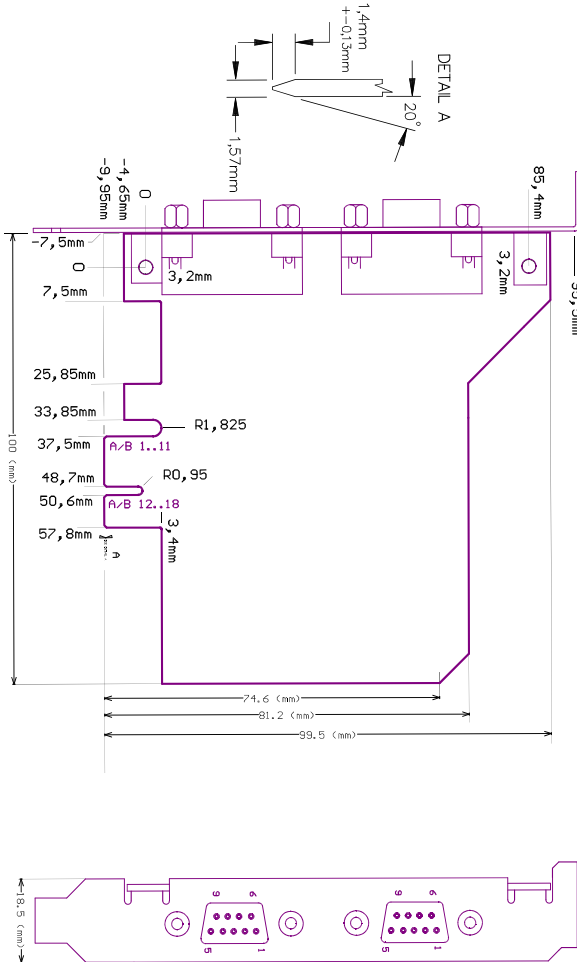 1,4mm
+-0,13mm
DETAIL A
20°
1,57mm
-9,95mm
-4,65mm
0
85,4mm
-7,5mm
0
3,2mm
3,2mm
7,5mm
25,85mm
33,85mm
R1,825
37,5mm
A/B 1..11
48,7mm
R0,95
50,6mm
A/B 12..18
57,8mm
3,4mm
A
100 (mm)
74.6 (mm)
81.2 (mm)
99.5 (mm)
18.5 (mm)
9
6
5
1
9
6
5
1